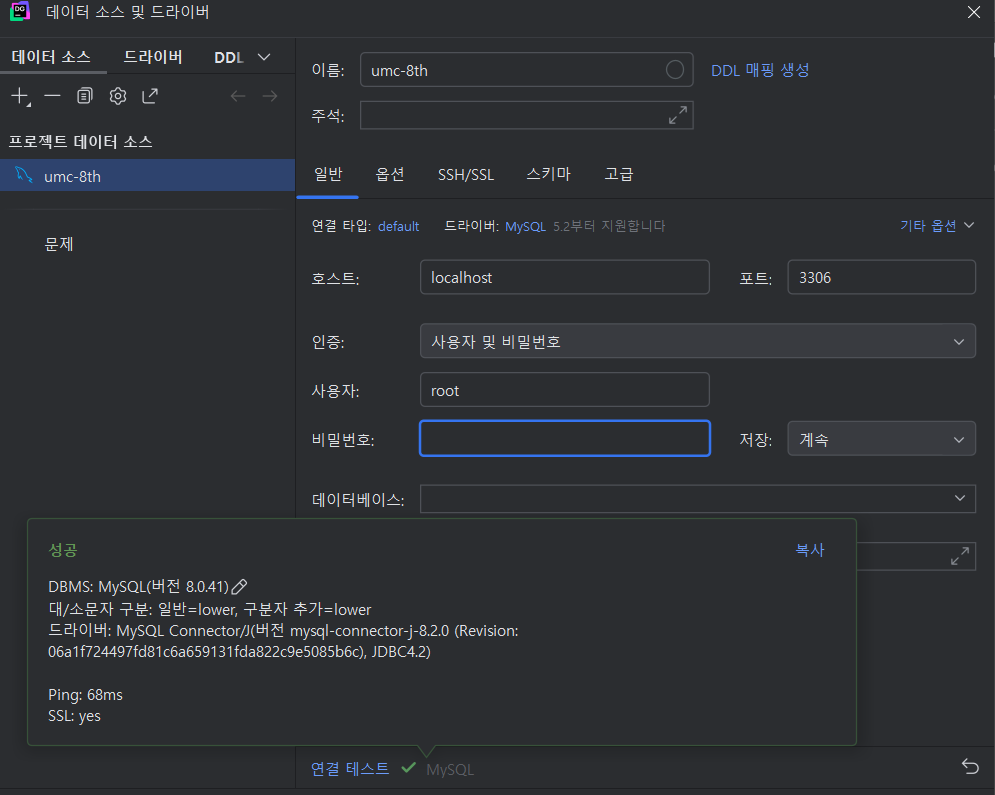 DG
데이터 소스 및 드라이버
데이터 소스 드라이버 DDL
프로젝트 데이터 소스
umc-8th
문제
이름: umc-8th DDL 매핑 생성
주석:
일반 옵션 SSH/SSL 스키마 고급
연결 타입: default 드라이버: MySQL 5.2부터 지원합니다 기타 옵션
호스트: localhost 포트: 3306
인증: 사용자 및 비밀번호
사용자: root
비밀번호: 저장: 계속
데이터베이스:
성공 복사
DBMS: MySQL(버전 8.0.41)
대/소문자 구분: 일반=lower, 구분자 추가=lower
드라이버: MySQL Connector/J(버전 mysql-connector-j-8.2.0 (Revision:
06a1f724497fd81c6a659131fda822c9e5085b6c), JDBC4.2)
Ping: 68ms
SSL: yes
연결 테스트 MySQL